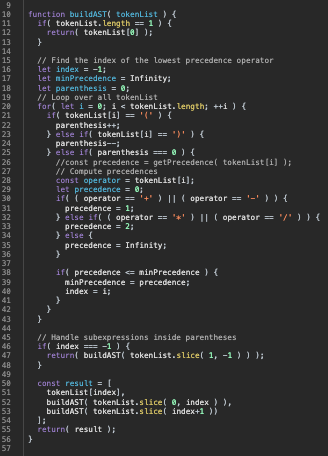 9
10 function buildAST( tokenList ) {
11 if( tokenList.length == 1 ) {
12 return( tokenList[0] );
13 }
14
15 // Find the index of the lowest precedence operator
16 let index = -1;
17 let minPrecedence = Infinity;
18 let parenthesis = 0;
19 // Loop over all tokenList
20 for( let i = 0; i < tokenList.length; ++i ) {
21 if( tokenList[i] == '(' ) {
22 parenthesis++;
23 } else if( tokenList[i] == ')' ) {
24 parenthesis--;
25 } else if( parenthesis === 0 ) {
26 //const precedence = getPrecedence( tokenList[i] );
27 // Compute precedences
28 const operator = tokenList[i];
29 let precedence = 0;
30 if( ( operator == '+' ) || ( operator == '-' ) ) {
31 precedence = 1;
32 } else if( ( operator == '*' ) || ( operator == '/' ) ) {
33 precedence = 2;
34 } else {
35 precedence = Infinity;
36 }
37
38 if( precedence <= minPrecedence ) {
39 minPrecedence = precedence;
40 index = i;
41 }
42 }
43 }
44
45 // Handle subexpressions inside parentheses
46 if( index === -1 ) {
47 return( buildAST( tokenList.slice( 1, -1 ) ) );
48 }
49
50 const result = [
51 tokenList[index],
52 buildAST( tokenList.slice( 0, index ) ),
53 buildAST( tokenList.slice( index+1 ))
54 ];
55 return( result );
56 }
57